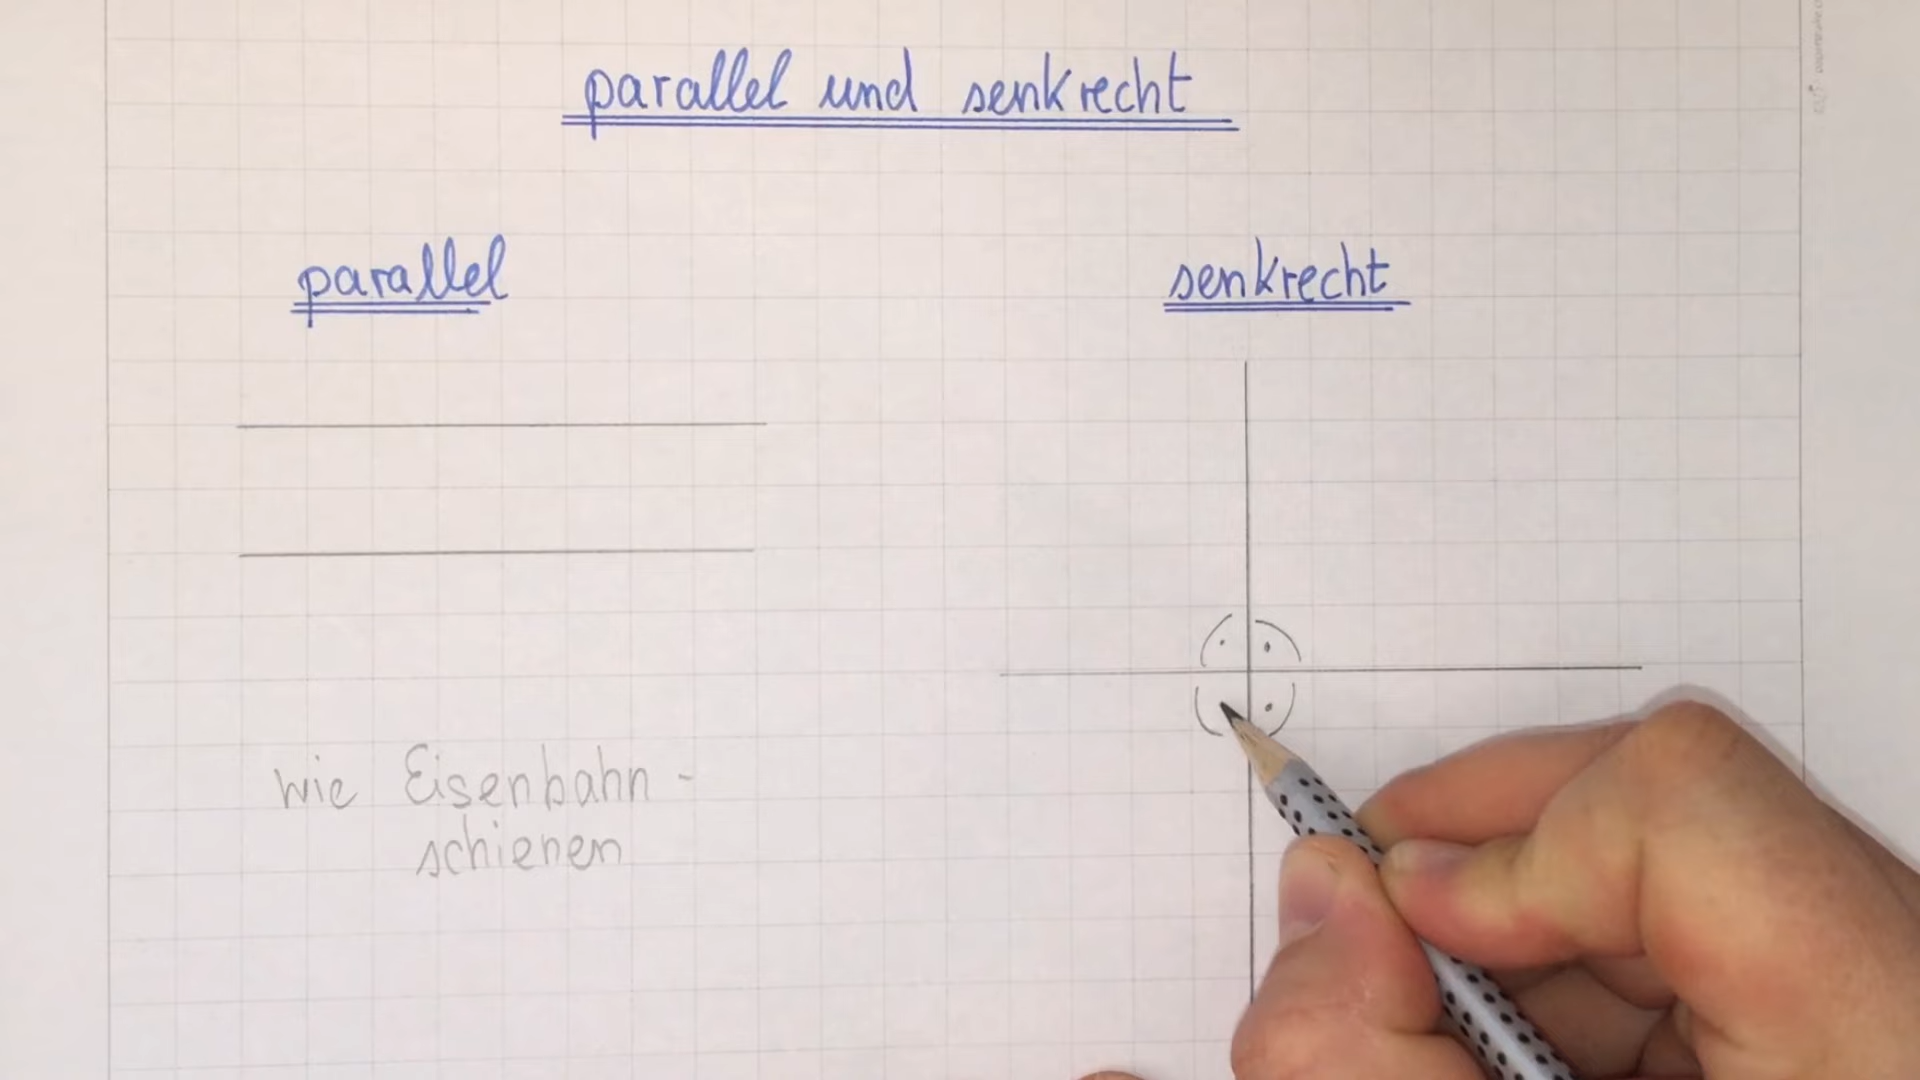 parallel und senkrecht
parallel
senkrecht
wie Eisenbahn-
schienen